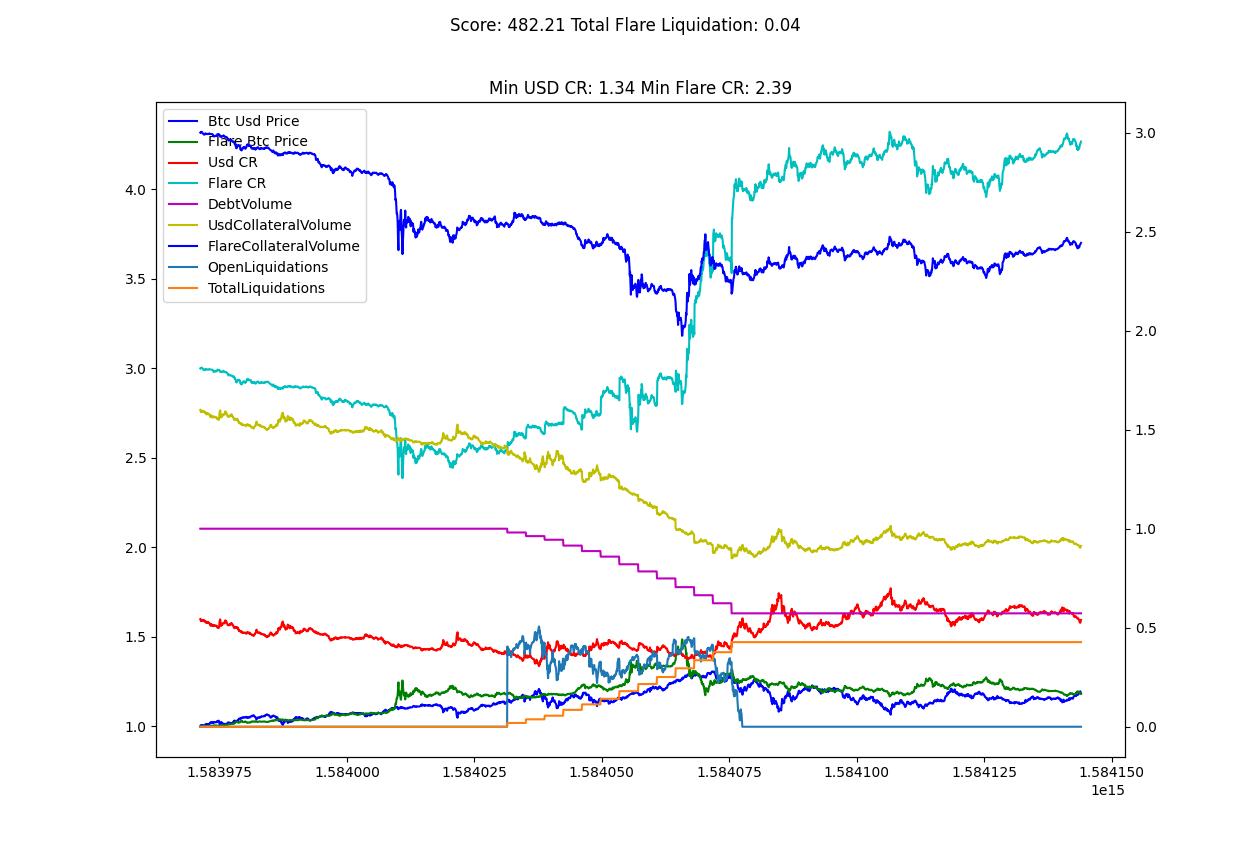 Score: 482.21 Total Flare Liquidation: 0.04
Min USD CR: 1.34 Min Flare CR: 2.39
Btc Usd Price
Flare Btc Price
Usd CR
Flare CR
DebtVolume
UsdCollateralVolume
FlareCollateralVolume
OpenLiquidations
TotalLiquidations
4.0
3.5
3.0
2.5
2.0
1.5
1.0
3.0
2.5
2.0
1.5
1.0
0.5
0.0
1.583975 1.584000 1.584025 1.584050 1.584075 1.584100 1.584125 1.584150
1e15